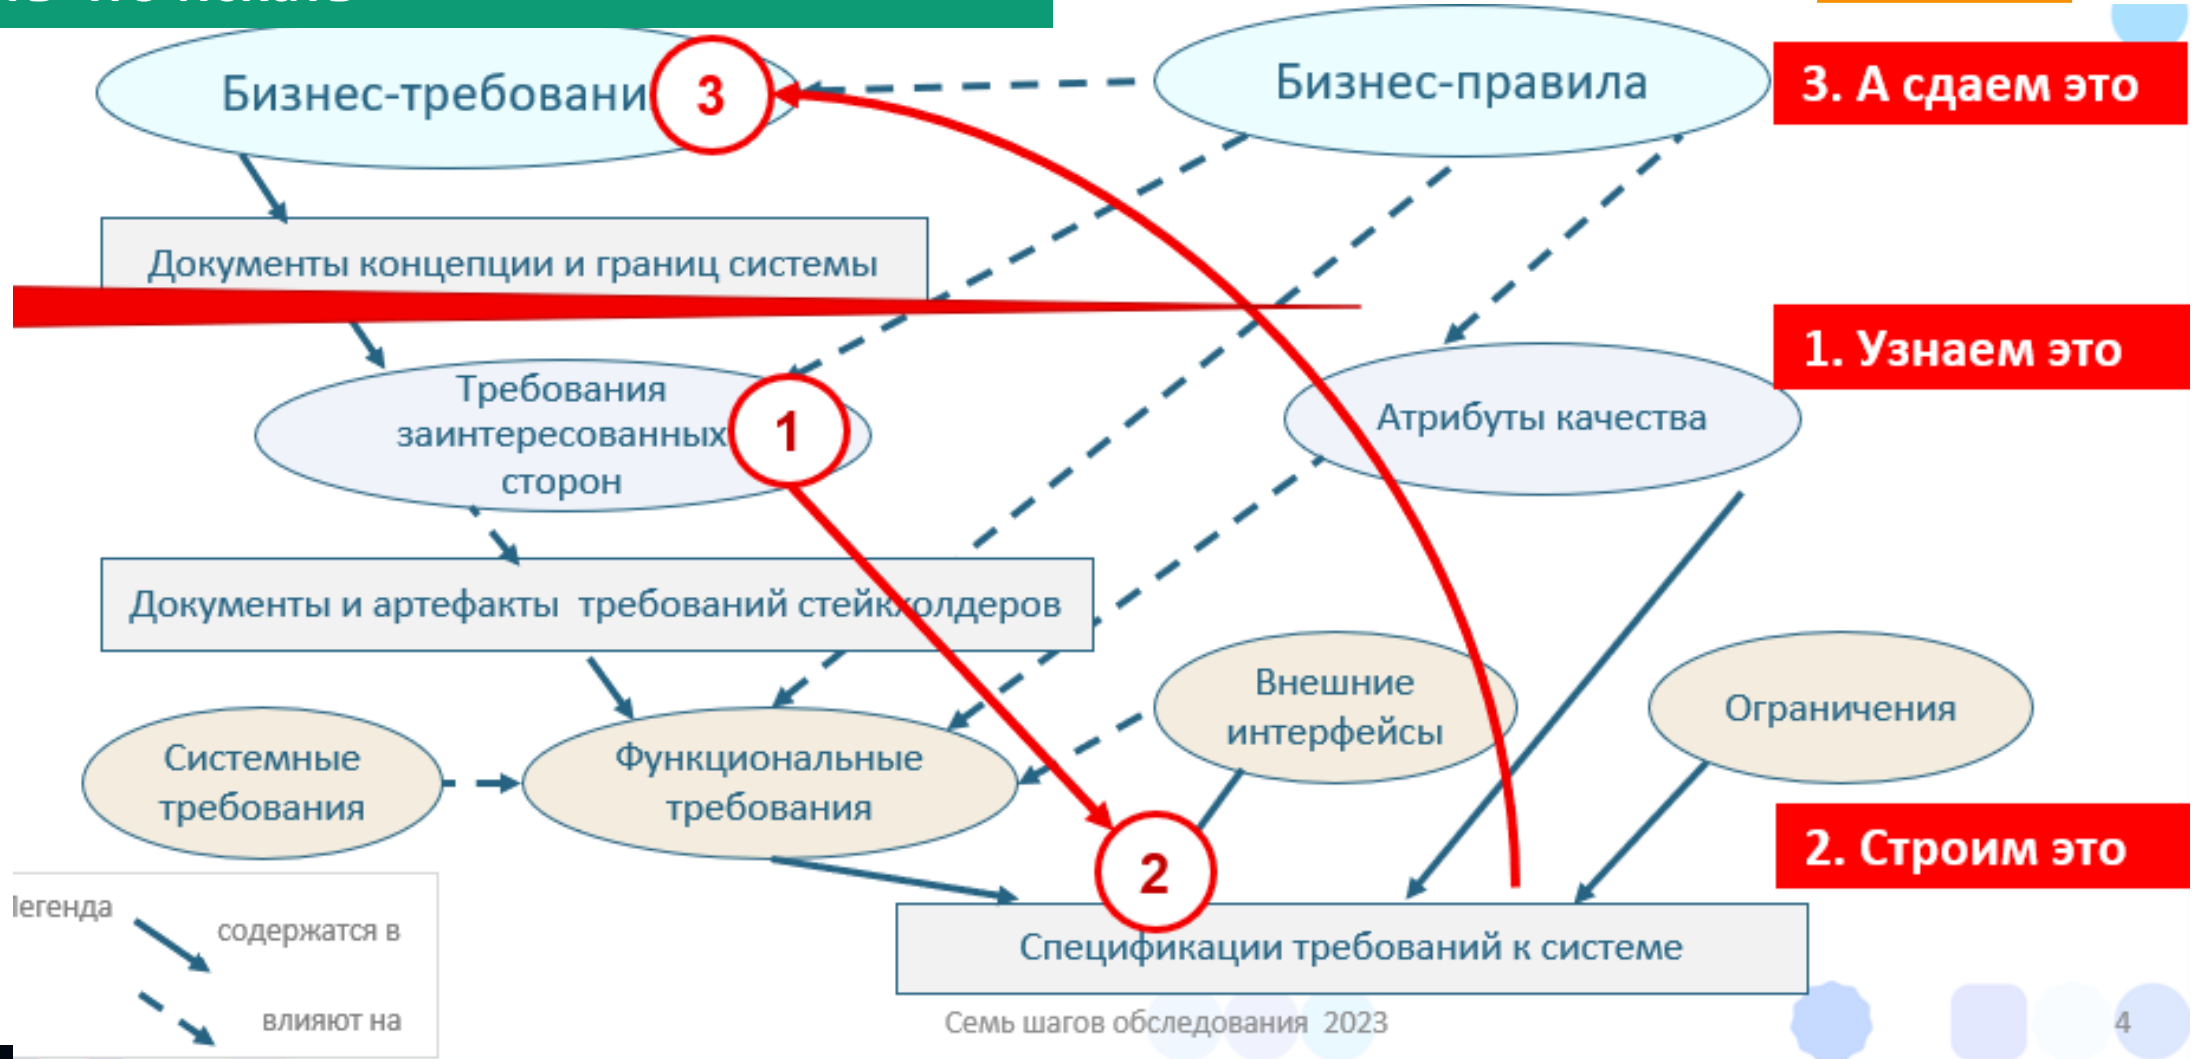 Бизнес-требовани
3
Бизнес-правила
3. А сдаем это
Документы концепции и границ системы
1. Узнаем это
Требования
заинтересованных
сторон
1
Атрибуты качества
Документы и артефакты требований стейкхолдеров
Внешние
интерфейсы
Ограничения
Системные
требования
Функциональные
требования
2. Строим это
2
Легенда
содержатся в
влияют на
Спецификации требований к системе
Семь шагов обследования 2023
4